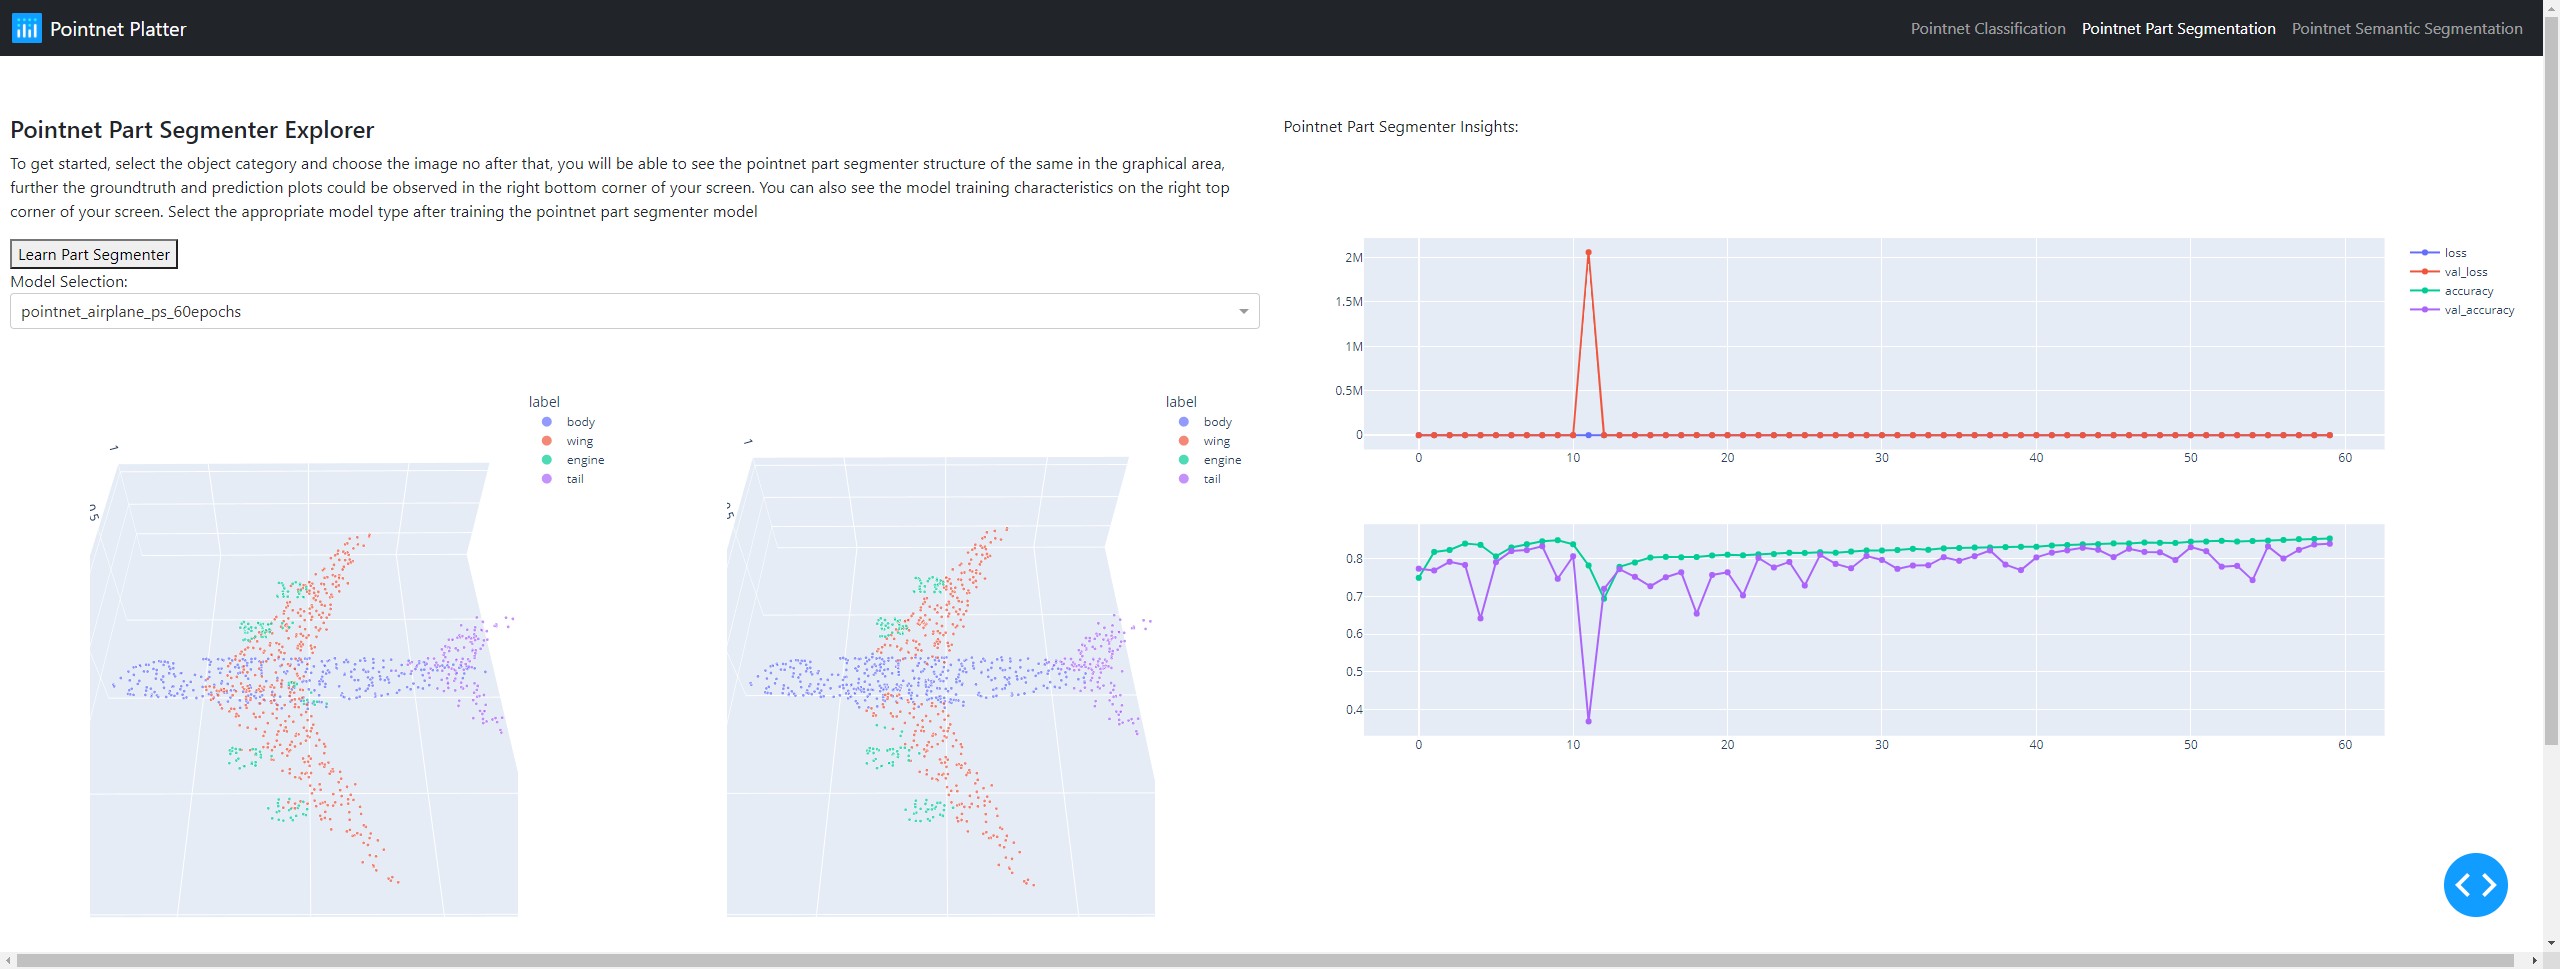 Pointnet Platter
Pointnet Classification
Pointnet Part Segmentation
Pointnet Semantic Segmentation
Pointnet Part Segmenter Explorer
To get started, select the object category and choose the image no after that, you will be able to see the pointnet part segmenter structure of the same in the graphical area,
further the groundtruth and prediction plots could be observed in the right bottom corner of your screen. You can also see the model training characteristics on the right top
corner of your screen. Select the appropriate model type after training the pointnet part segmenter model
Learn Part Segmenter
Model Selection:
pointnet_airplane_ps_60epochs
label
body
wing
engine
tail
1
0.5
label
body
wing
engine
tail
1
0.5
Pointnet Part Segmenter Insights:
2M
1.5M
1M
0.5M
0
0 10 20 30 40 50 60
loss
val_loss
accuracy
val_accuracy
0.8
0.7
0.6
0.5
0.4
0 10 20 30 40 50 60